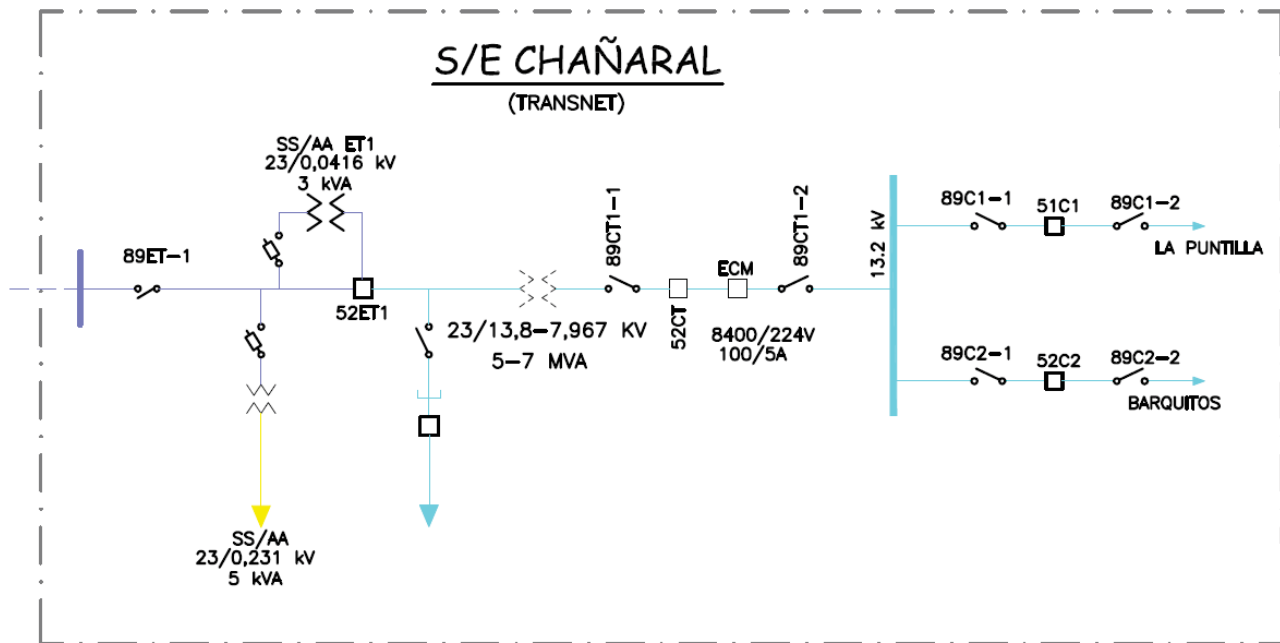 S/E CHAÑARAL
(TRANSNET)
SS/AA ET1
23/0,0416 kV
3 kVA
89ET-1
52ET1
23/13,8-7,967 KV
5-7 MVA
89CT1-1
52CT
ECM
8400/224V
100/5A
89CT1-2
13.2 kV
89C1-1
51C1
89C1-2
LA PUNTILLA
89C2-1
52C2
89C2-2
BARQUITOS
SS/AA
23/0,231 kV
5 kVA